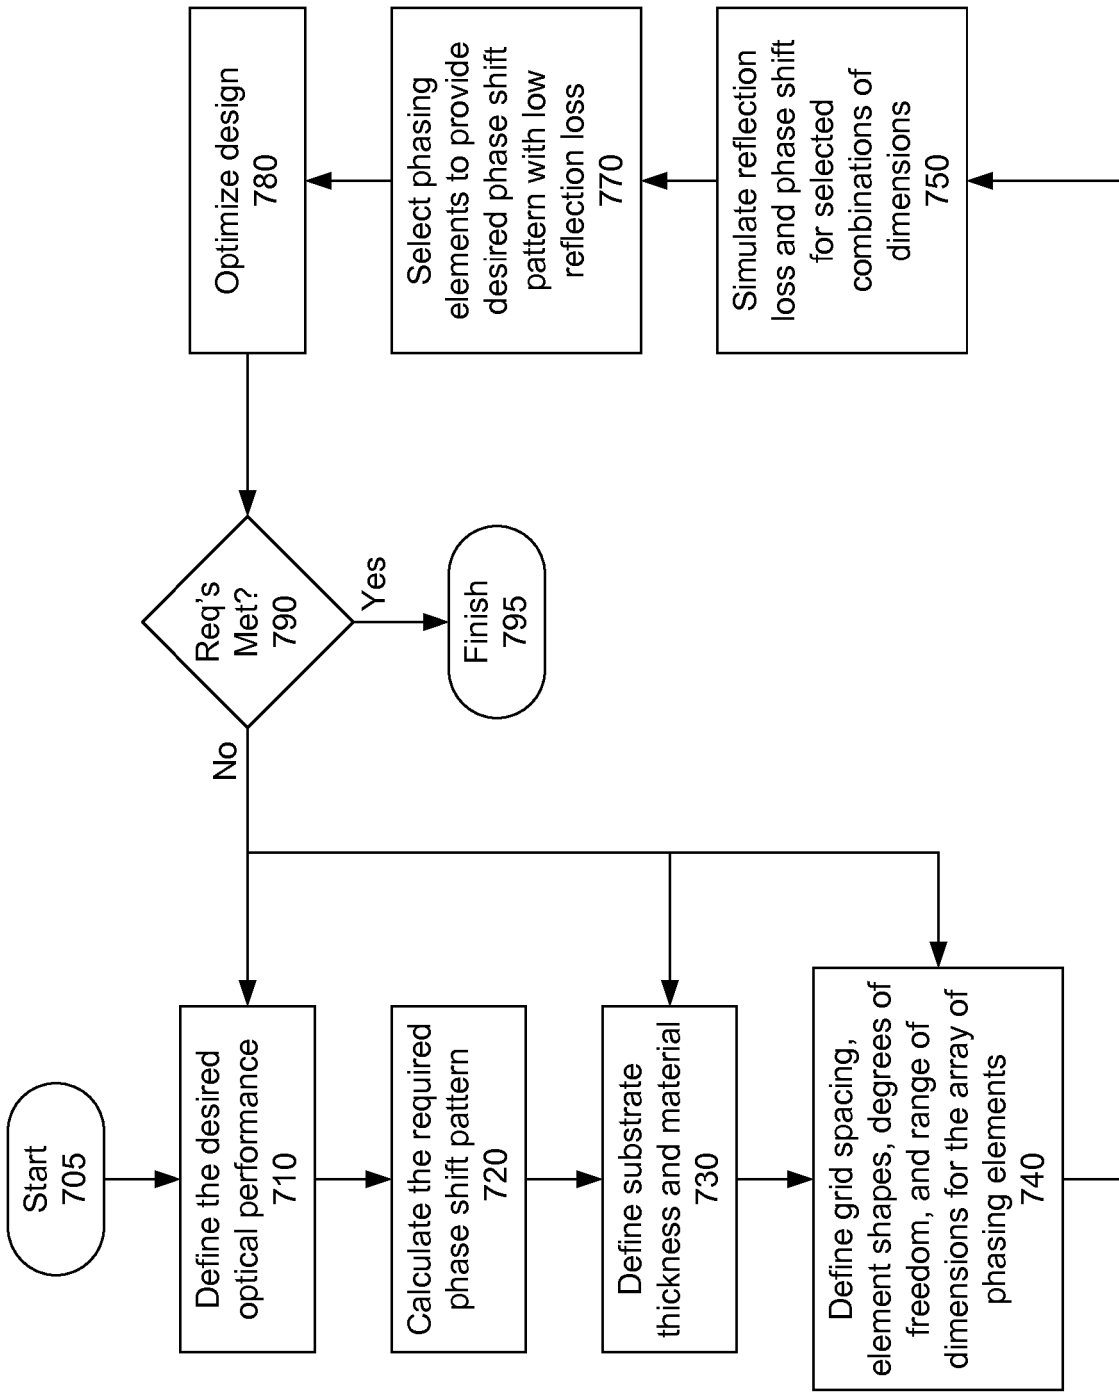 Start
705
Define the desired
optical performance
710
Calculate the required
phase shift pattern
720
Define substrate
thickness and material
730
Define grid spacing,
element shapes, degrees of
freedom, and range of
dimensions for the array of
phasing elements
740
Simulate reflection
loss and phase shift
for selected
combinations of
dimensions
750
Select phasing
elements to provide
desired phase shift
pattern with low
reflection loss
770
Optimize design
780
Req's
Met?
790
No
Yes
Finish
795